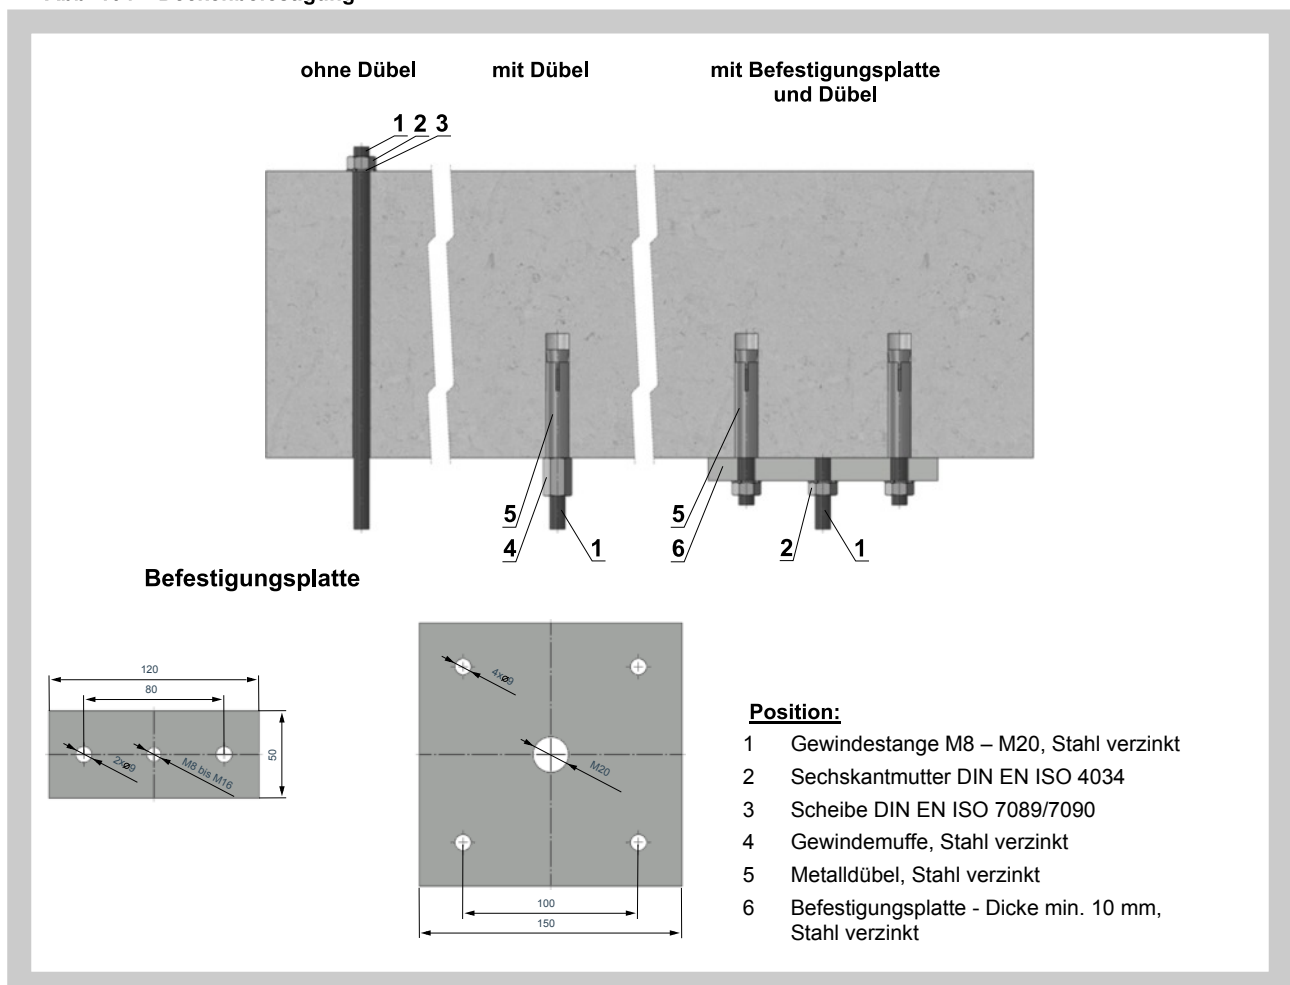 ohne Dübel
mit Dübel
mit Befestigungsplatte
und Dübel
1 2 3
5
4
1
5
6
2
1
Befestigungsplatte
120
80
50
2xø9
M8 bis M16
4xø9
M20
100
150
Position:
1 Gewindestange M8 – M20, Stahl verzinkt
2 Sechskantmutter DIN EN ISO 4034
3 Scheibe DIN EN ISO 7089/7090
4 Gewindemuffe, Stahl verzinkt
5 Metalldübel, Stahl verzinkt
6 Befestigungsplatte - Dicke min. 10 mm,
Stahl verzinkt